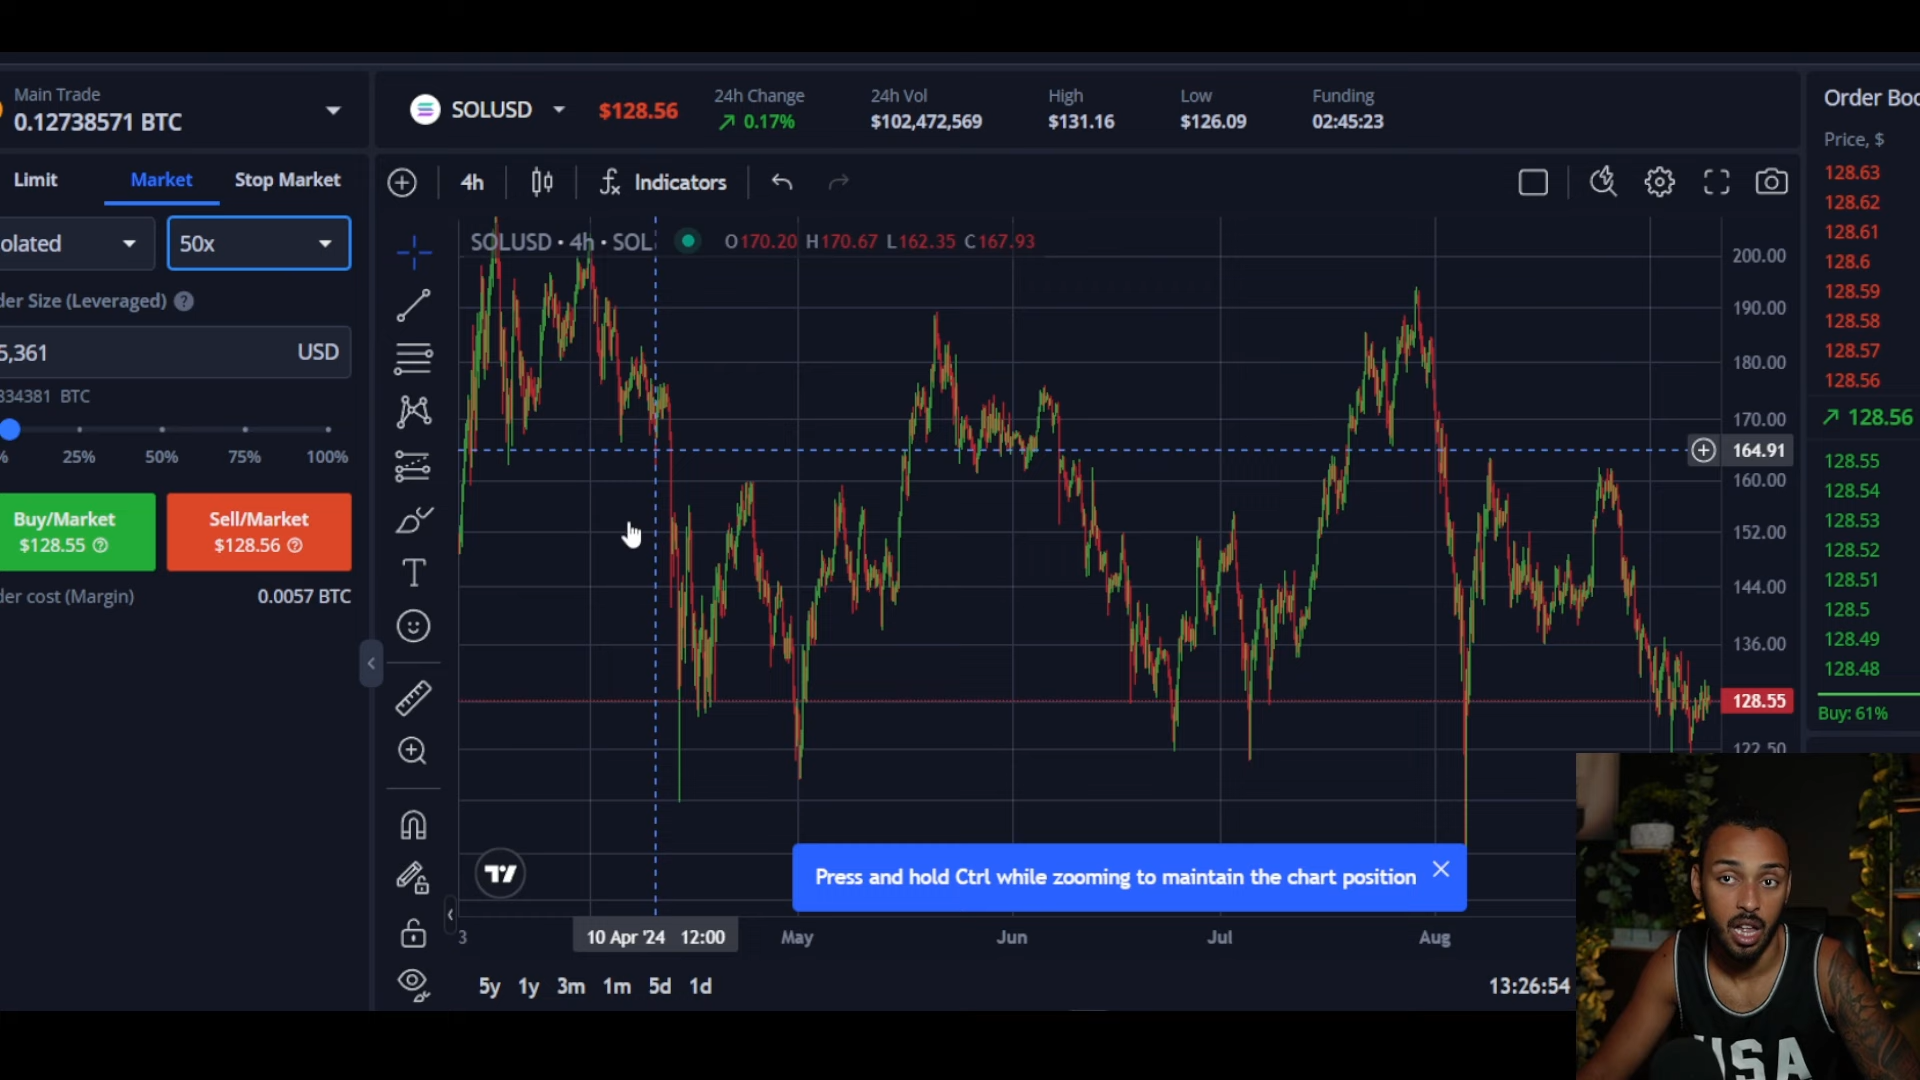 Main Trade
0.12738571 BTC
SOLUSD
$128.56
24h Change
0.17%
24h Vol
$102,472,569
High
$131.16
Low
$126.09
Funding
02:45:23
Order Boo
Price, $
Limit
Market
Stop Market
4h
Indicators
olated
50x
der Size (Leveraged)
5,361
USD
834381 BTC
%
25%
50%
75%
100%
Buy/Market
$128.55
Sell/Market
$128.56
der cost (Margin)
0.0057 BTC
SOLUSD • 4h • SOL
O170.20 H170.67 L162.35 C167.93
200.00
190.00
180.00
170.00
164.91
160.00
152.00
144.00
136.00
128.55
122.50
128.63
128.62
128.61
128.6
128.59
128.58
128.57
128.56
128.56
128.55
128.54
128.53
128.52
128.51
128.5
128.49
128.48
Buy: 61%
Press and hold Ctrl while zooming to maintain the chart position
3
10 Apr '24 12:00
May
Jun
Jul
Aug
5y
1y
3m
1m
5d
1d
13:26:54
USA